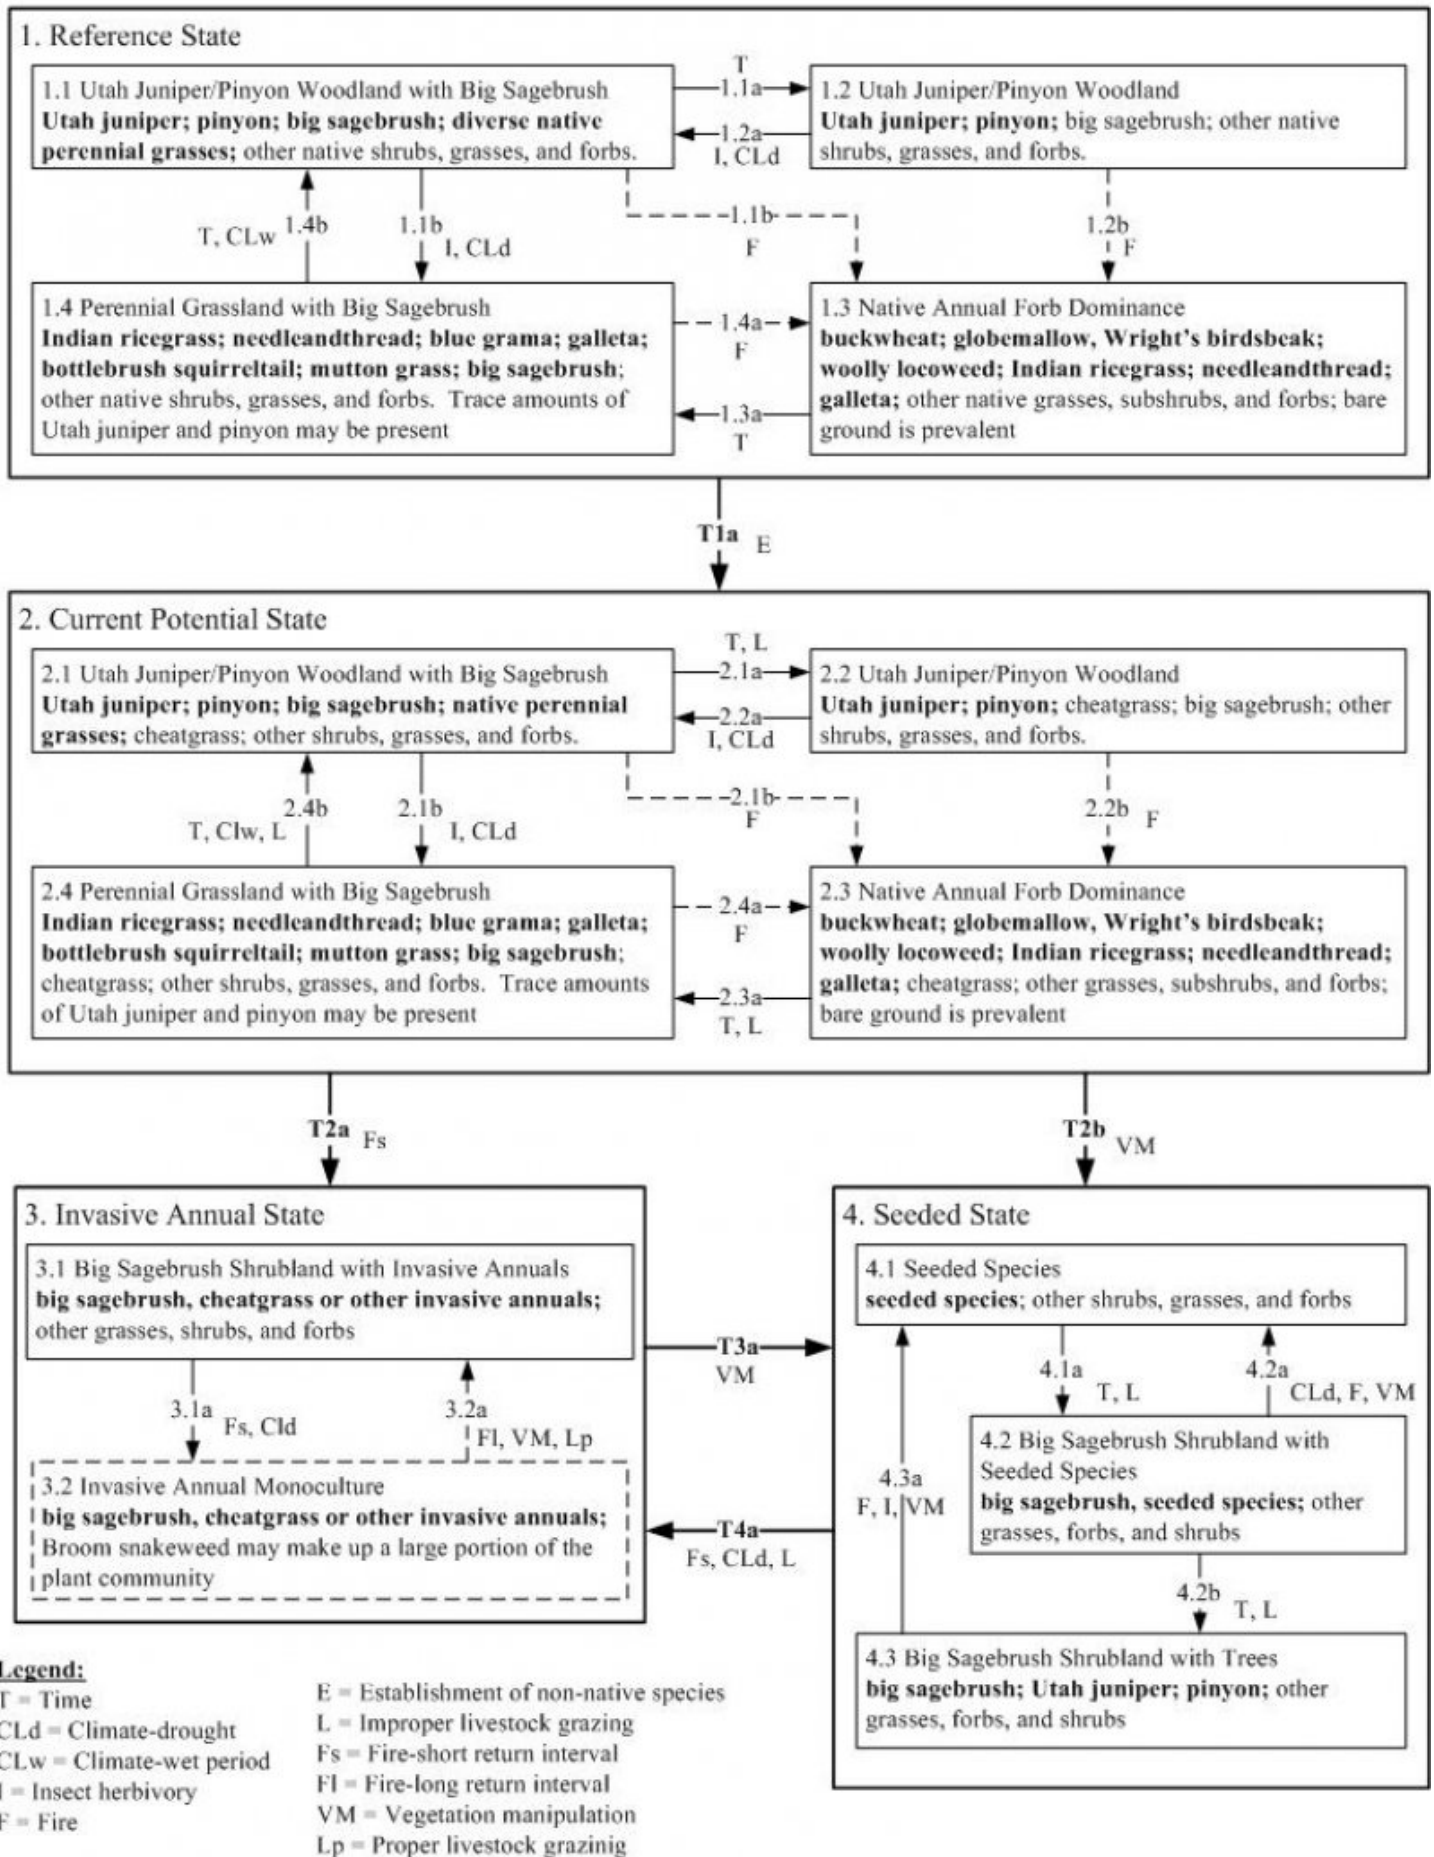 1. Reference State
1.1 Utah Juniper/Pinyon Woodland with Big Sagebrush
Utah juniper; pinyon; big sagebrush; diverse native
perennial grasses; other native shrubs, grasses, and forbs.
T
1.1a
1.2a
I, CLd
1.2 Utah Juniper/Pinyon Woodland
Utah juniper; pinyon; big sagebrush; other native
shrubs, grasses, and forbs.
T, CLw
1.4b
1.1b
I, CLd
1.1b
F
1.2b
F
1.4 Perennial Grassland with Big Sagebrush
Indian ricegrass; needleandthread; blue grama; galleta;
bottlebrush squirreltail; mutton grass; big sagebrush;
other native shrubs, grasses, and forbs. Trace amounts of
Utah juniper and pinyon may be present
1.4a
F
1.3a
T
1.3 Native Annual Forb Dominance
buckwheat; globemallow, Wright's birdsbeak;
woolly locoweed; Indian ricegrass; needleandthread;
galleta; other native grasses, subshrubs, and forbs; bare
ground is prevalent
T1a
E
2. Current Potential State
2.1 Utah Juniper/Pinyon Woodland with Big Sagebrush
Utah juniper; pinyon; big sagebrush; native perennial
grasses; cheatgrass; other shrubs, grasses, and forbs.
T, L
2.1a
2.2a
I, CLd
2.2 Utah Juniper/Pinyon Woodland
Utah juniper; pinyon; cheatgrass; big sagebrush; other
shrubs, grasses, and forbs.
2.4b
T, Clw, L
2.1b
I, CLd
2.1b
F
2.2b
F
2.4 Perennial Grassland with Big Sagebrush
Indian ricegrass; needleandthread; blue grama; galleta;
bottlebrush squirreltail; mutton grass; big sagebrush;
cheatgrass; other shrubs, grasses, and forbs. Trace amounts
of Utah juniper and pinyon may be present
2.4a
F
2.3a
T, L
2.3 Native Annual Forb Dominance
buckwheat; globemallow, Wright's birdsbeak;
woolly locoweed; Indian ricegrass; needleandthread;
galleta; cheatgrass; other grasses, subshrubs, and forbs;
bare ground is prevalent
T2a
Fs
T2b
VM
3. Invasive Annual State
3.1 Big Sagebrush Shrubland with Invasive Annuals
big sagebrush, cheatgrass or other invasive annuals;
other grasses, shrubs, and forbs
3.1a
Fs, Cld
3.2a
Fl, VM, Lp
3.2 Invasive Annual Monoculture
big sagebrush, cheatgrass or other invasive annuals;
Broom snakeweed may make up a large portion of the
plant community
T3a
VM
T4a
Fs, CLd, L
4. Seeded State
4.1 Seeded Species
seeded species; other shrubs, grasses, and forbs
4.1a
T, L
4.2a
CLd, F, VM
4.2 Big Sagebrush Shrubland with
Seeded Species
big sagebrush, seeded species; other
grasses, forbs, and shrubs
4.3a
F, I, VM
4.2b
T, L
4.3 Big Sagebrush Shrubland with Trees
big sagebrush; Utah juniper; pinyon; other
grasses, forbs, and shrubs
Legend:
T = Time
CLd = Climate-drought
CLw = Climate-wet period
I = Insect herbivory
F = Fire
E = Establishment of non-native species
L = Improper livestock grazing
Fs = Fire-short return interval
Fl = Fire-long return interval
VM = Vegetation manipulation
Lp = Proper livestock grazinig